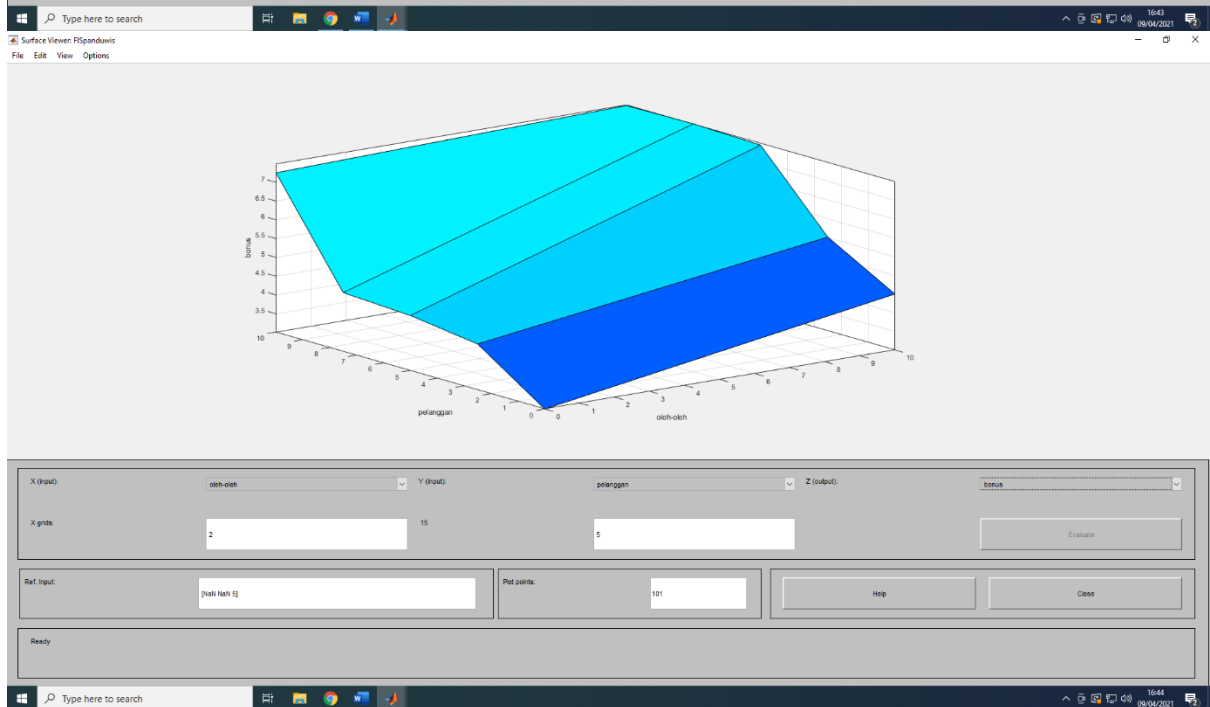 Type here to search
16:43
09/04/2021
2
Surface Viewer: FISpanduwis
File Edit View Options
7
6.5
6
5.5
5
4.5
4
3.5
bonus
10 9 8 7 6 5 4 3 2 1 0
pelanggan
0 1 2 3 4 5 6 7 8 9 10
oleh-oleh
X (input): oleh-oleh Y (input): pelanggan Z (output): bonus
X grids: 2 15 5 Evaluate
Ref. Input: [NaN NaN 5] Plot points: 101 Help Close
Ready
Type here to search
16:44
09/04/2021
2